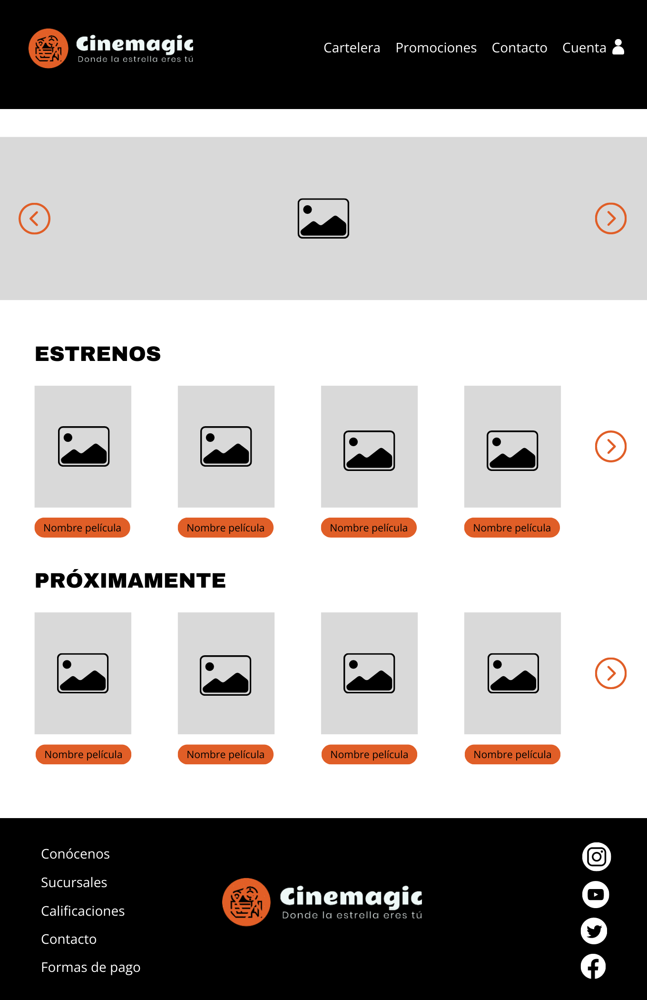 Cinemagic
Donde la estrella eres tú
Cartelera Promociones Contacto Cuenta
ESTRENOS
Nombre película Nombre película Nombre película Nombre película
PRÓXIMAMENTE
Nombre película Nombre película Nombre película Nombre película
Conócenos
Sucursales
Calificaciones
Contacto
Formas de pago
Cinemagic
Donde la estrella eres tú